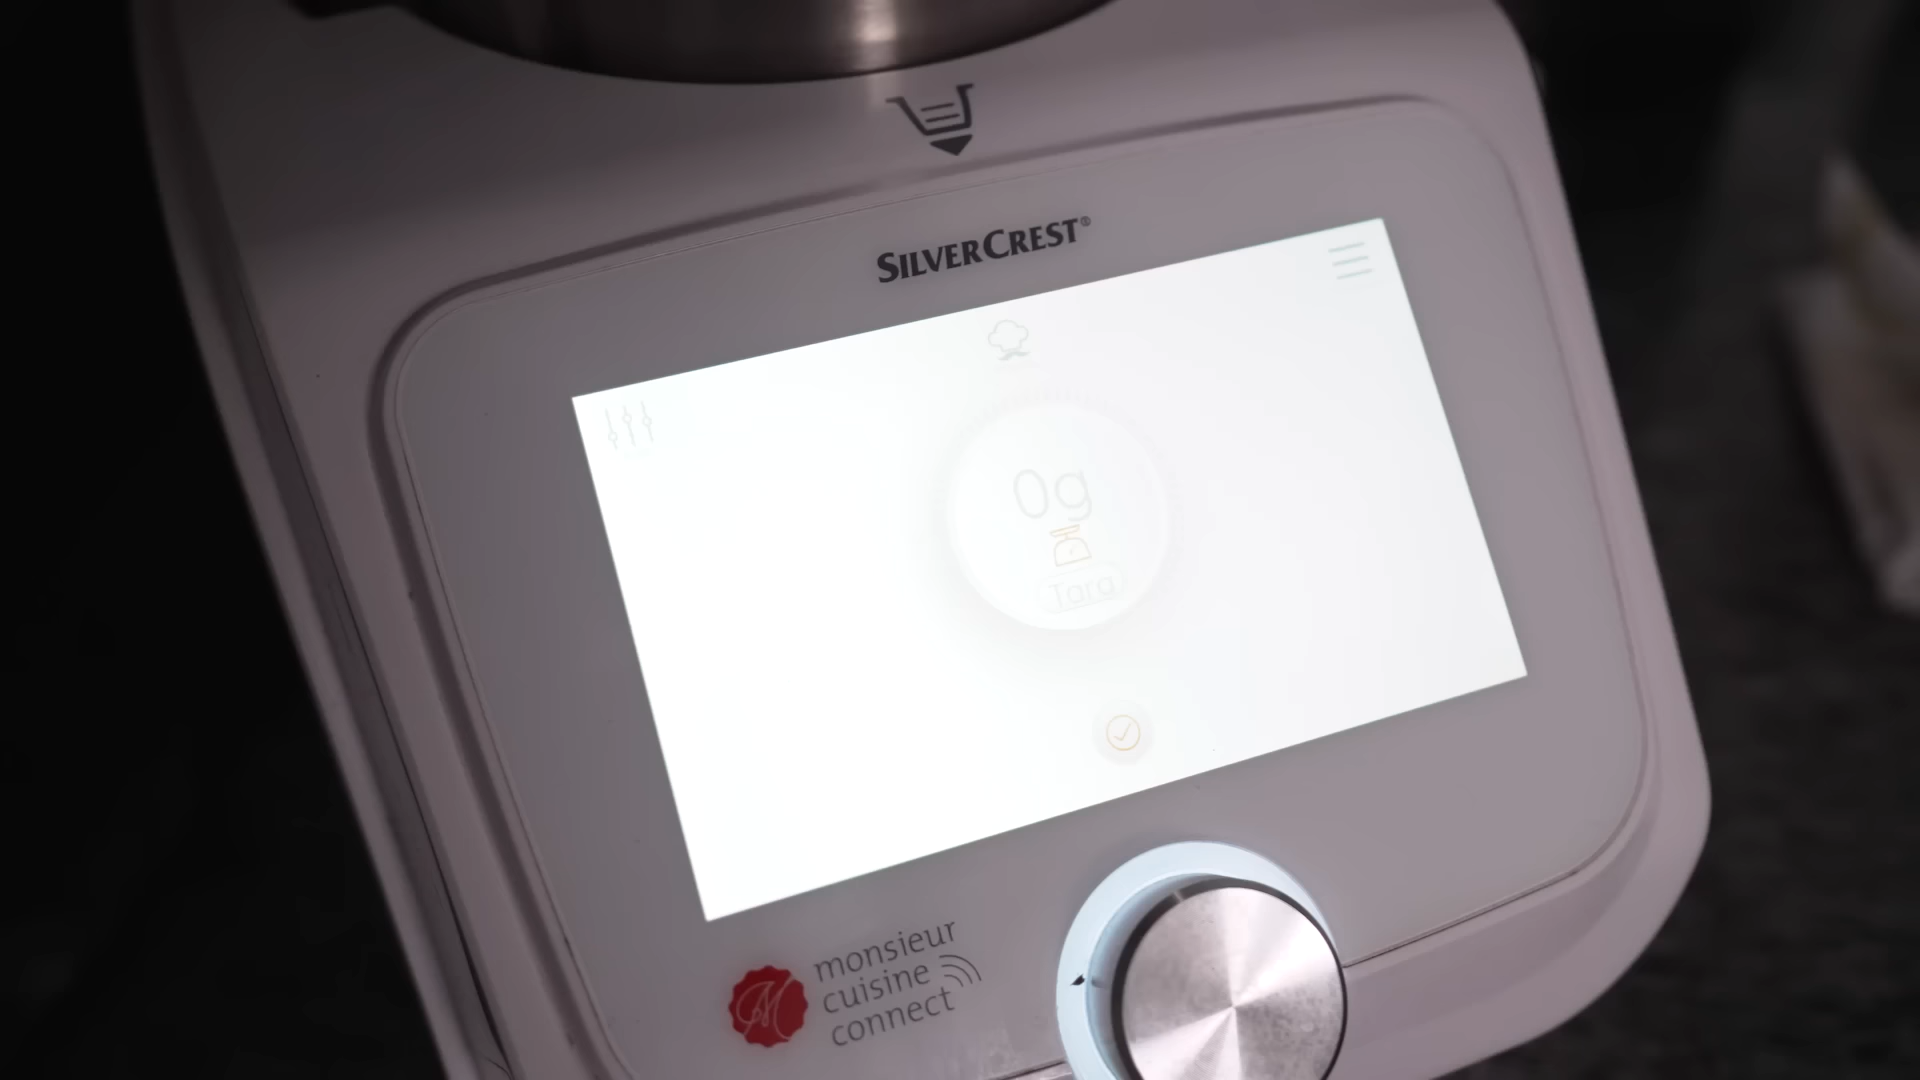 SILVERCREST®
0g
Tara
monsieur
cuisine
connect